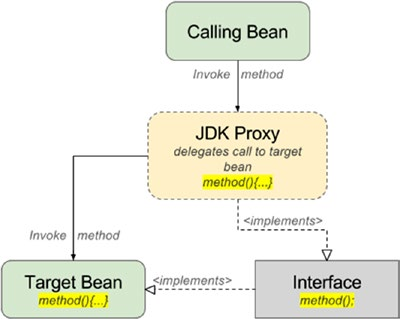 Calling Bean
Invoke method
JDK Proxy
delegates call to target
bean
method(){...}
<implements>
Invoke method
Target Bean
method(){...}
<implements>
Interface
method();